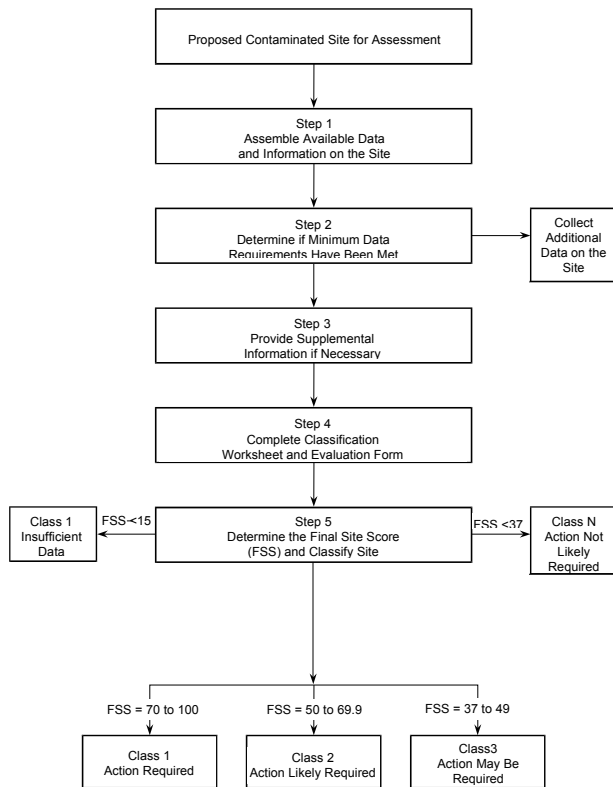 Proposed Contaminated Site for Assessment
Step 1
Assemble Available Data
and Information on the Site
Step 2
Determine if Minimum Data
Requirements Have Been Met
Collect
Additional
Data on the
Site
Step 3
Provide Supplemental
Information if Necessary
Step 4
Complete Classification
Worksheet and Evaluation Form
Class 1
Insufficient
Data
FSS <15
Step 5
Determine the Final Site Score
(FSS) and Classify Site
FSS <37
Class N
Action Not
Likely
Required
FSS = 70 to 100
FSS = 50 to 69.9
FSS = 37 to 49
Class 1
Action Required
Class 2
Action Likely Required
Class3
Action May Be
Required